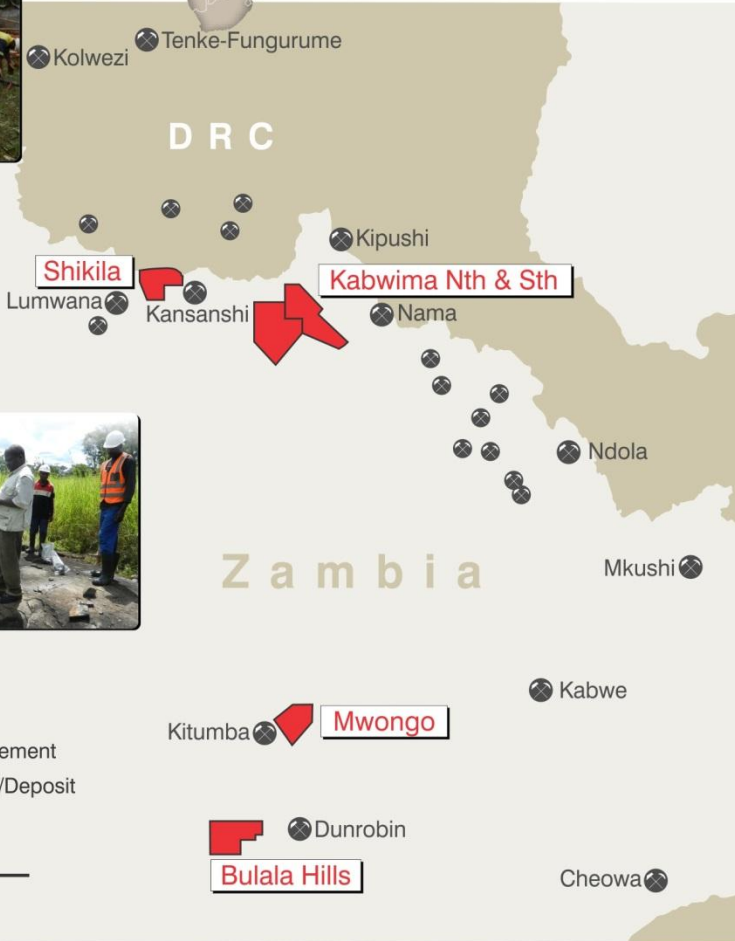 Tenke-Fungurume
Kolwezi
DRC
Kipushi
Shikila
Kabwima Nth & Sth
Lumwana
Kansanshi
Nama
Ndola
Zambia
Mkushi
Kabwe
Mwongo
Kitumba
ement
/Deposit
Dunrobin
Bulala Hills
Cheowa